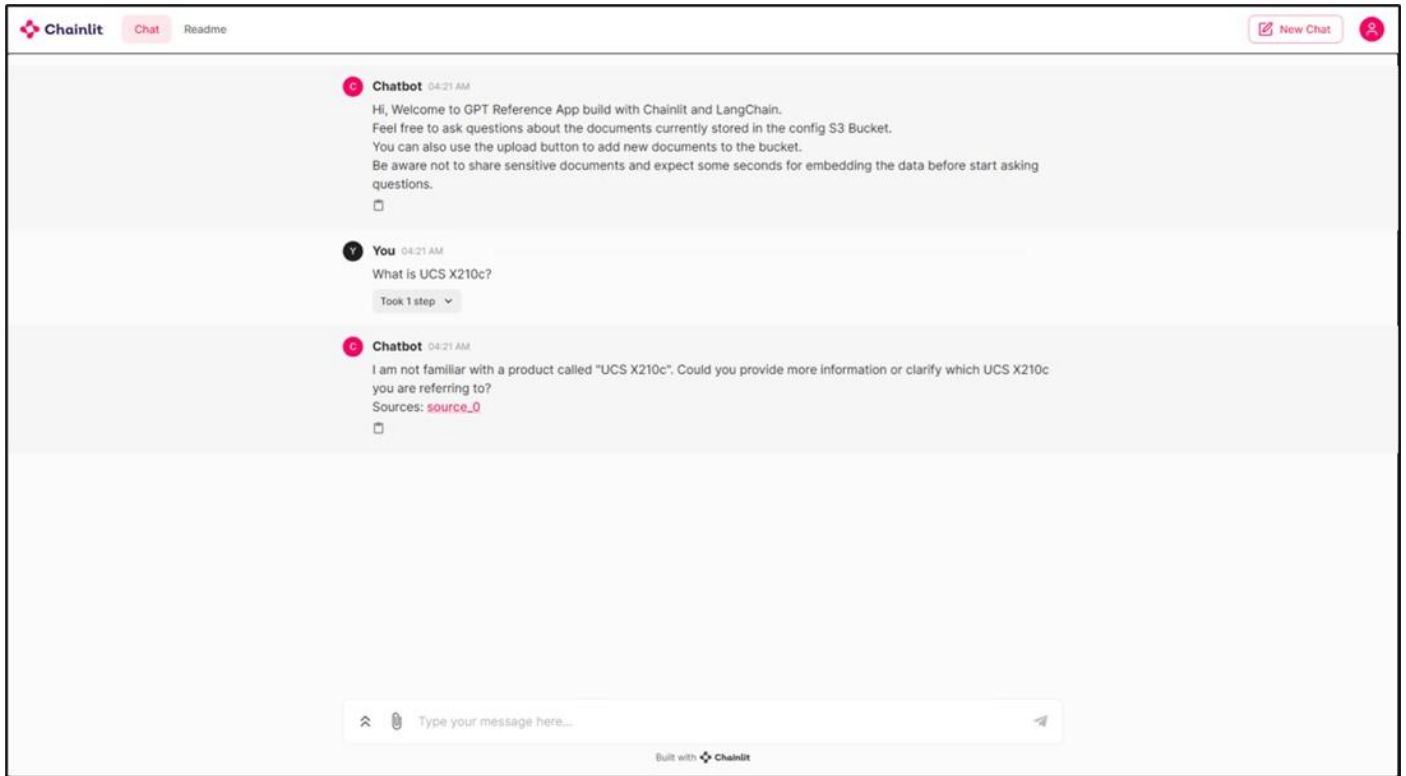 Chainlit Chat Readme New Chat
C Chatbot 04:21 AM
Hi, Welcome to GPT Reference App build with Chainlit and LangChain.
Feel free to ask questions about the documents currently stored in the config S3 Bucket.
You can also use the upload button to add new documents to the bucket.
Be aware not to share sensitive documents and expect some seconds for embedding the data before start asking
questions.
Y You 04:21 AM
What is UCS X210c?
Took 1 step
C Chatbot 04:21 AM
I am not familiar with a product called "UCS X210c". Could you provide more information or clarify which UCS X210c
you are referring to?
Sources: source_0
Type your message here...
Built with Chainlit